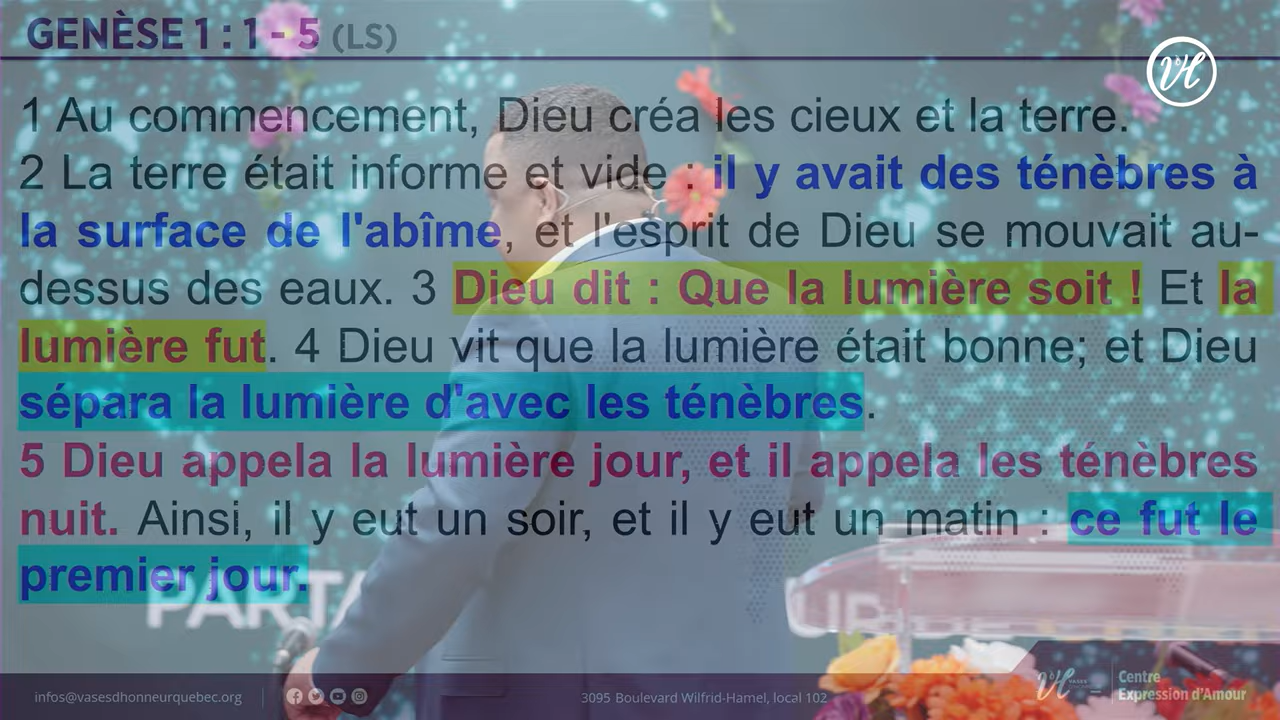 GENÈSE 1 : 1 - 5 (LS)
VH
1 Au commencement, Dieu créa les cieux et la terre.
2 La terre était informe et vide : il y avait des ténèbres à
la surface de l'abîme, et l'esprit de Dieu se mouvait au-
dessus des eaux. 3 Dieu dit : Que la lumière soit ! Et la
lumière fut. 4 Dieu vit que la lumière était bonne; et Dieu
sépara la lumière d'avec les ténèbres.
5 Dieu appela la lumière jour, et il appela les ténèbres
nuit. Ainsi, il y eut un soir, et il y eut un matin : ce fut le
premier jour.
PARTA
infos@vasesdhonneurquebec.org
3095 Boulevard Wilfrid-Hamel, local 102
VH VASES
Centre
Expression d'Amour